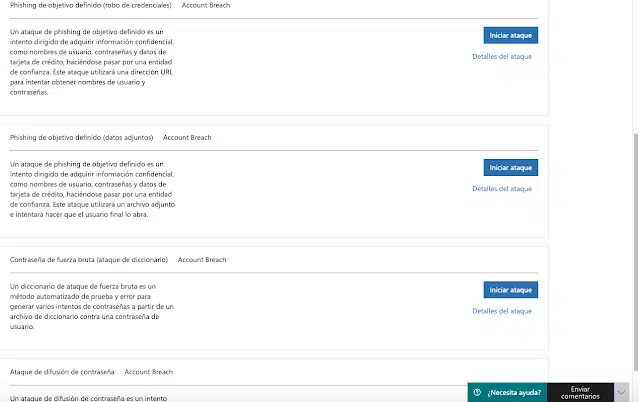 Phishing de objetivo definido (robo de credenciales) Account Breach
Un ataque de phishing de objetivo definido es un
intento dirigido de adquirir información confidencial,
como nombres de usuario, contraseñas y datos de
tarjeta de crédito, haciéndose pasar por una entidad
de confianza. Este ataque utilizará una dirección URL
para intentar obtener nombres de usuario y
contraseñas.
Iniciar ataque
Detalles del ataque
Phishing de objetivo definido (datos adjuntos) Account Breach
Un ataque de phishing de objetivo definido es un
intento dirigido de adquirir información confidencial,
como nombres de usuario, contraseñas y datos de
tarjeta de crédito, haciéndose pasar por una entidad
de confianza. Este ataque utilizará un archivo adjunto
e intentará hacer que el usuario final lo abra.
Iniciar ataque
Detalles del ataque
Contraseña de fuerza bruta (ataque de diccionario) Account Breach
Un diccionario de ataque de fuerza bruta es un
método automatizado de prueba y error para
generar varios intentos de contraseñas a partir de un
archivo de diccionario contra una contraseña de
usuario.
Iniciar ataque
Detalles del ataque
Ataque de difusión de contraseña Account Breach
Un ataque de difusión de contraseña es un intento
¿Necesita ayuda?
Enviar
comentarios